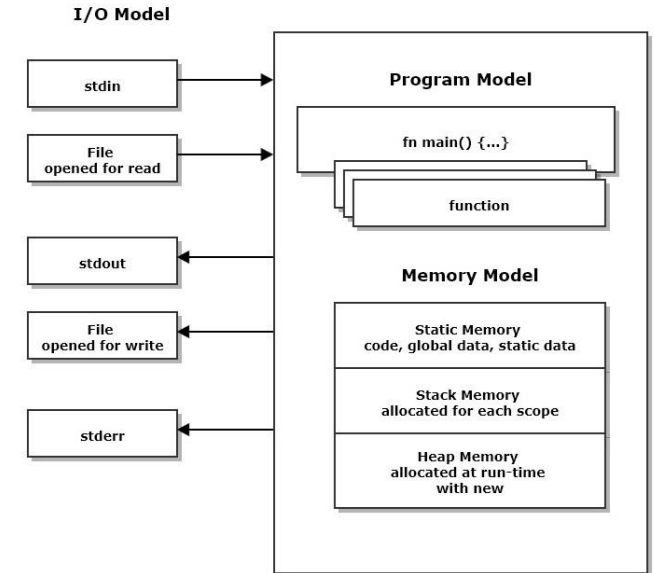 I/O Model
stdin
File
opened for read
stdout
File
opened for write
stderr
Program Model
fn main() {...}
function
Memory Model
Static Memory
code, global data, static data
Stack Memory
allocated for each scope
Heap Memory
allocated at run-time
with new